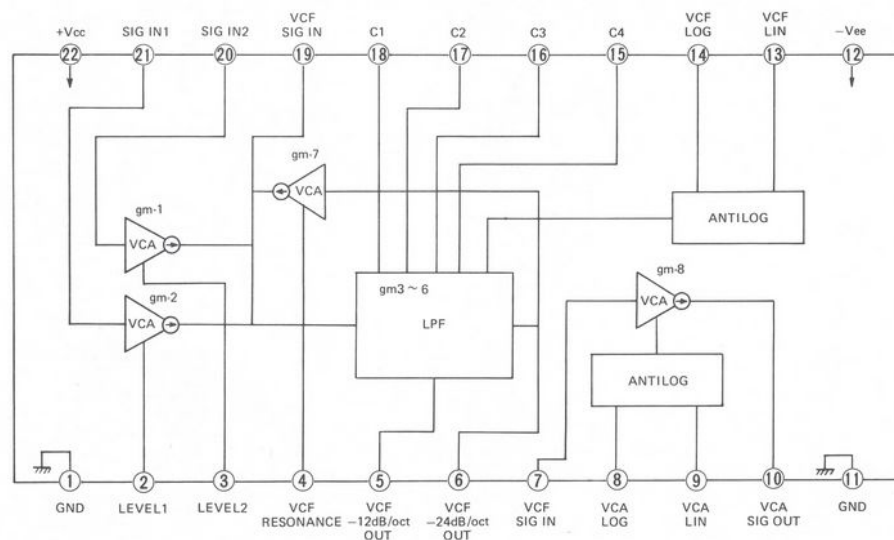 +Vcc
SIG IN1
SIG IN2
VCF
SIG IN
C1
C2
C3
C4
VCF
LOG
VCF
LIN
−Vee
22
21
20
19
18
17
16
15
14
13
12
gm-7
VCA
gm-1
VCA
ANTILOG
gm-2
VCA
gm3 ~ 6
LPF
gm-8
VCA
ANTILOG
1
2
3
4
5
6
7
8
9
10
11
GND
LEVEL1
LEVEL2
VCF
RESONANCE
VCF
−12dB/oct
OUT
VCF
−24dB/oct
OUT
VCF
SIG IN
VCA
LOG
VCA
LIN
VCA
SIG OUT
GND